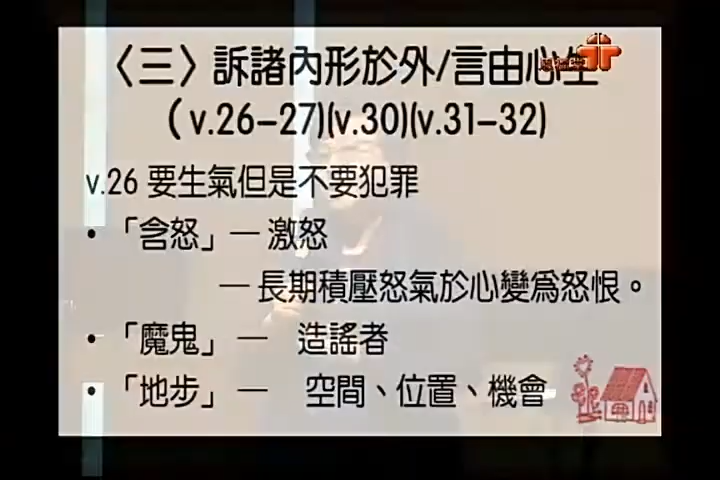 〈三〉訴諸內形於外/言由心生
(v.26-27)(v.30)(v.31-32)
v.26 要生氣但是不要犯罪
•「含怒」— 激怒
— 長期積壓怒氣於心變為怒恨。
•「魔鬼」— 造謠者
•「地步」— 空間、位置、機會